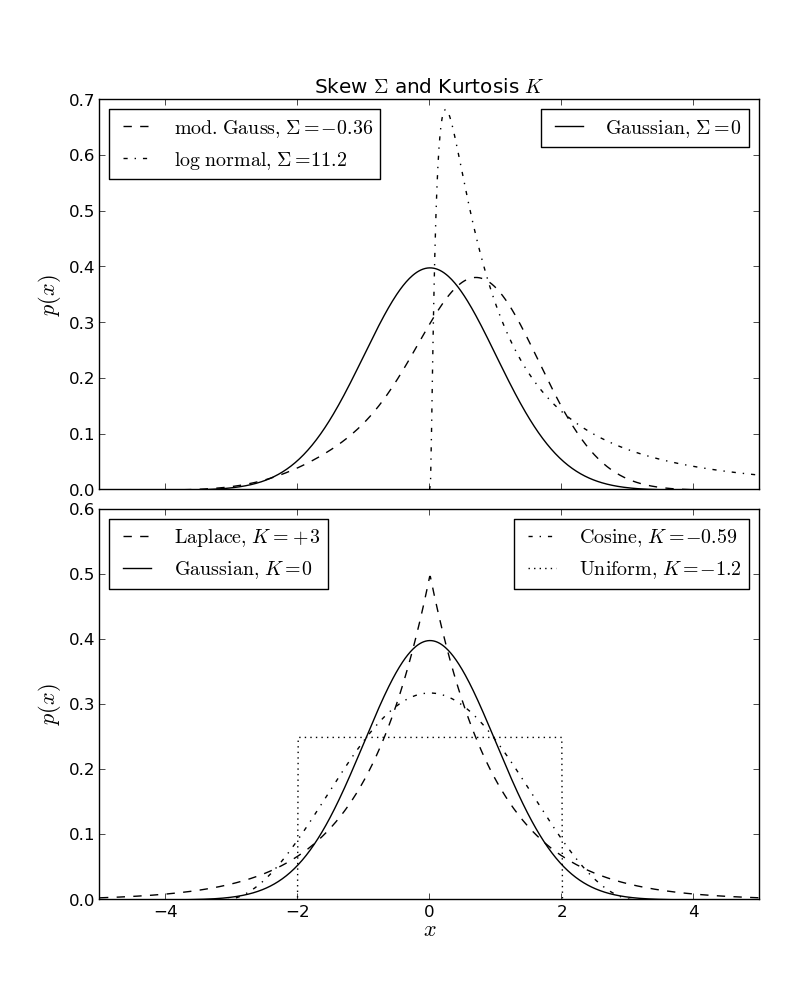 Skew Σ and Kurtosis K
0.7
0.6
0.5
0.4
0.3
0.2
0.1
0.0
p(x)
mod. Gauss, Σ=−0.36
log normal, Σ=11.2
Gaussian, Σ=0
0.6
0.5
0.4
0.3
0.2
0.1
0.0
p(x)
Laplace, K=+3
Gaussian, K=0
Cosine, K=−0.59
Uniform, K=−1.2
−4 −2 0 2 4
x